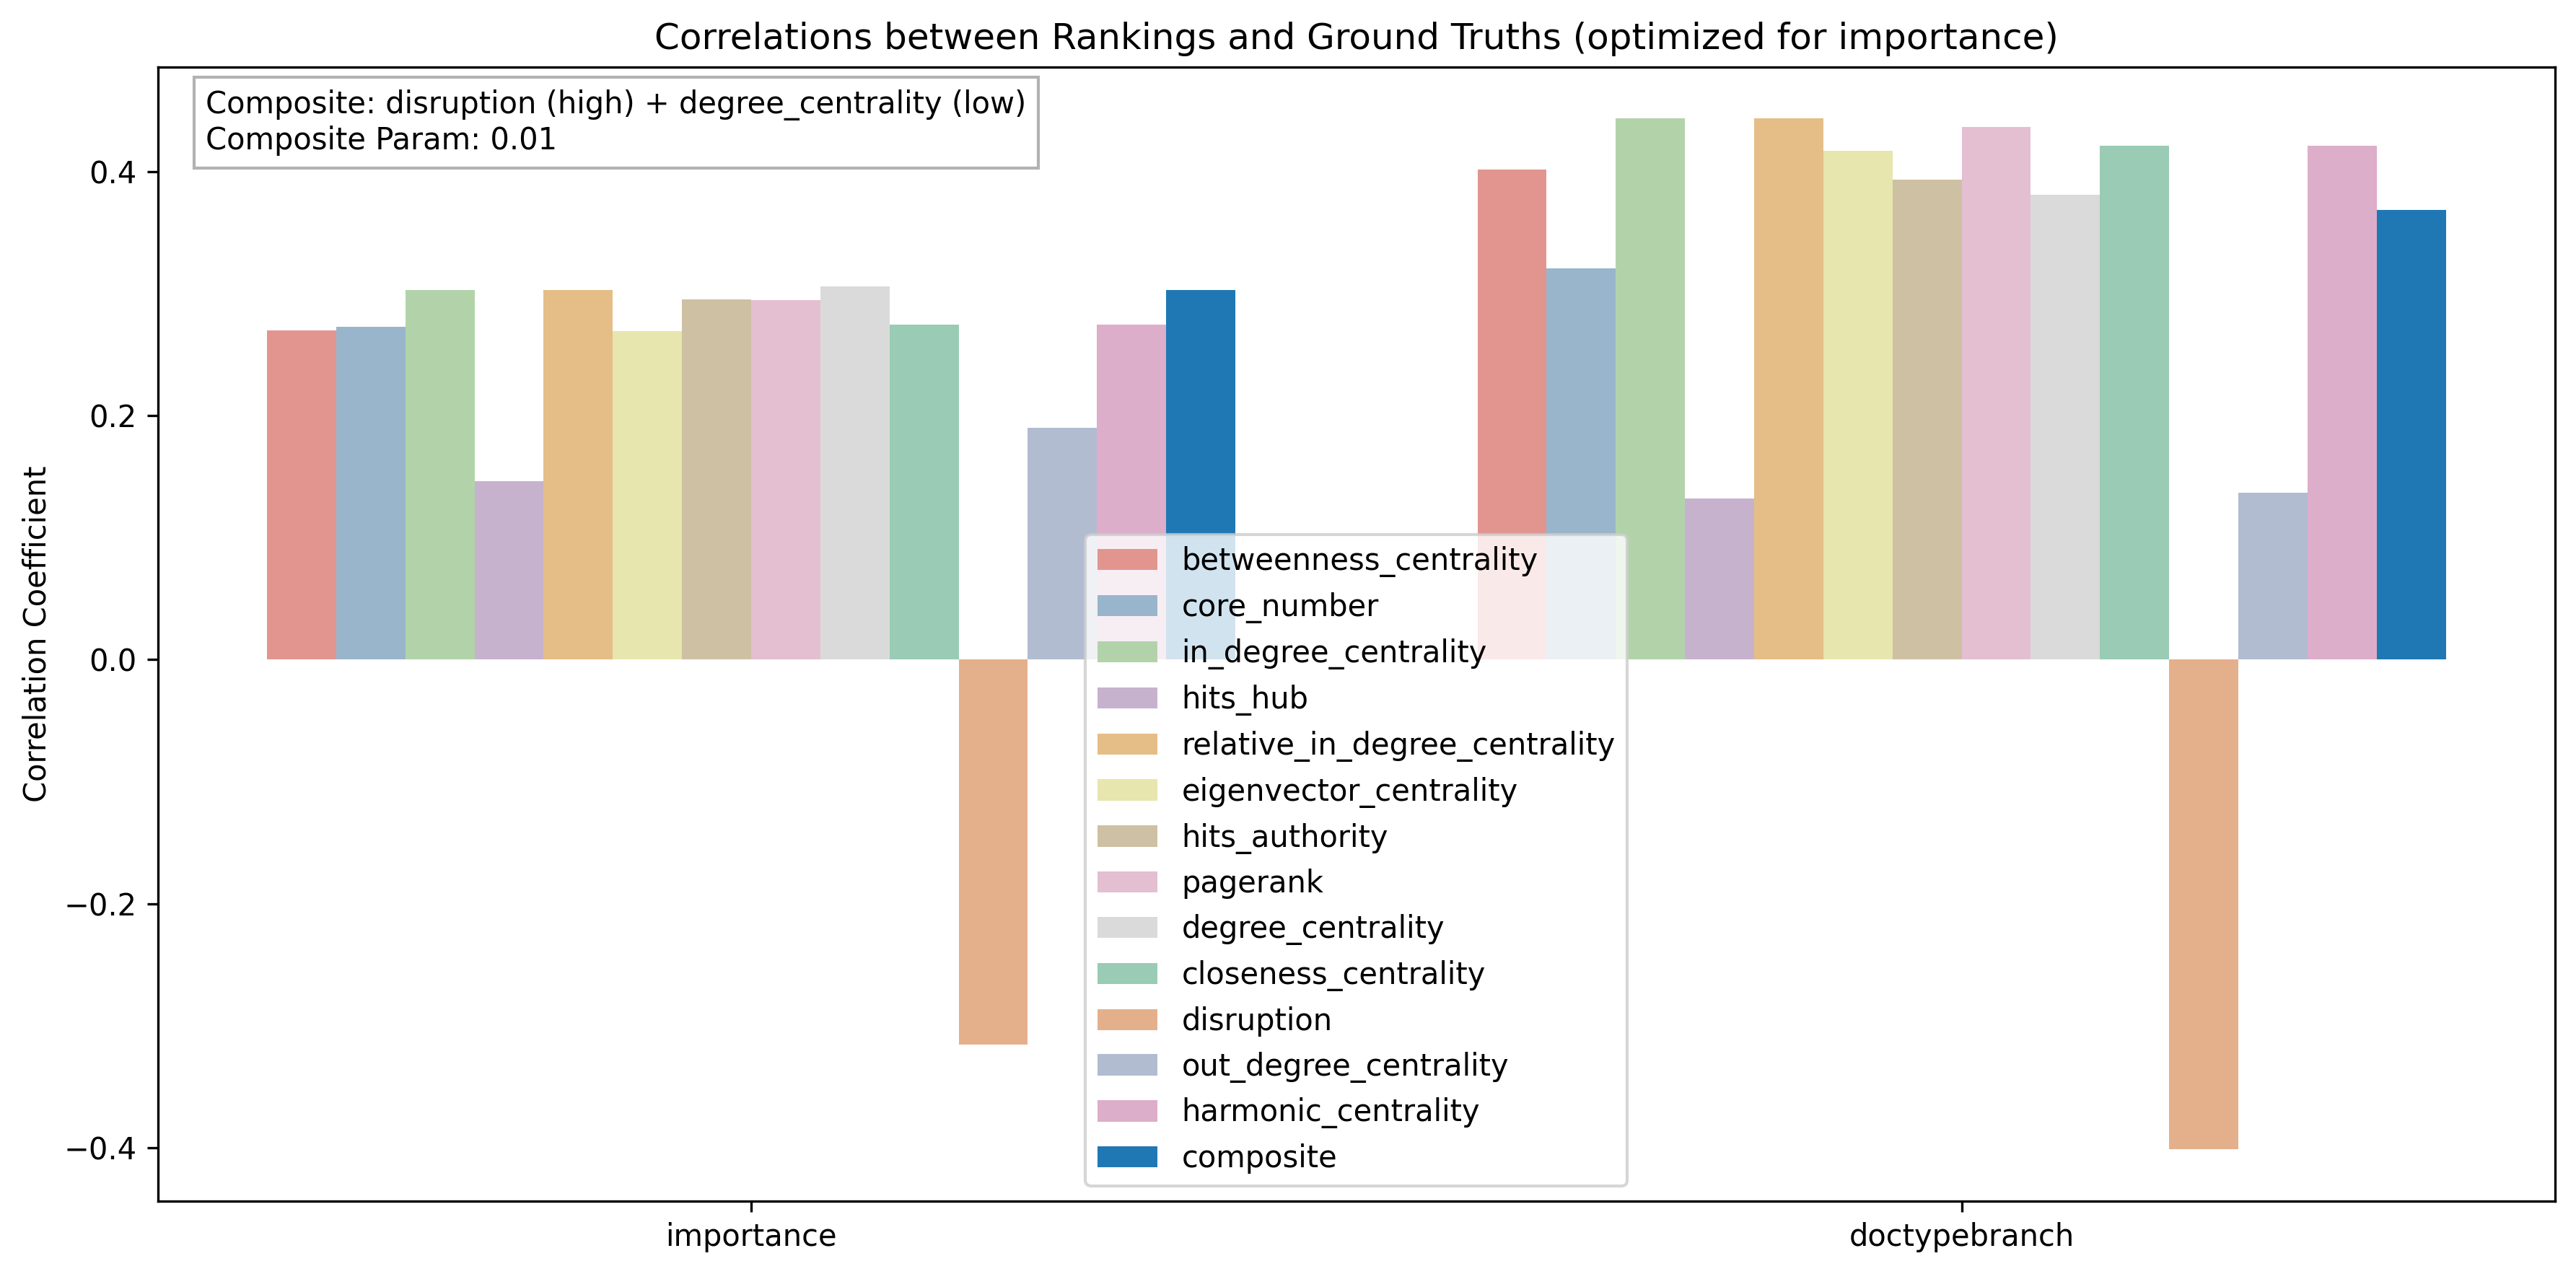 Correlations between Rankings and Ground Truths (optimized for importance)
Composite: disruption (high) + degree_centrality (low)
Composite Param: 0.01
Correlation Coefficient
0.4
0.2
0.0
−0.2
−0.4
betweenness_centrality
core_number
in_degree_centrality
hits_hub
relative_in_degree_centrality
eigenvector_centrality
hits_authority
pagerank
degree_centrality
closeness_centrality
disruption
out_degree_centrality
harmonic_centrality
composite
importance
doctypebranch